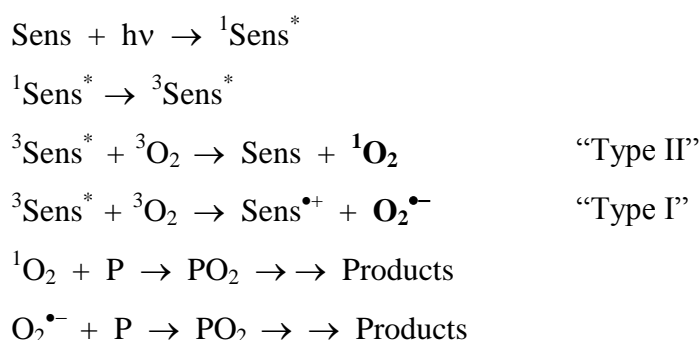 Sens + hν → ¹Sens*
¹Sens* → ³Sens*
³Sens* + ³O₂ → Sens + ¹O₂ “Type II”
³Sens* + ³O₂ → Sens•⁺ + O₂•⁻ “Type I”
¹O₂ + P → PO₂ → → Products
O₂•⁻ + P → PO₂ → → Products